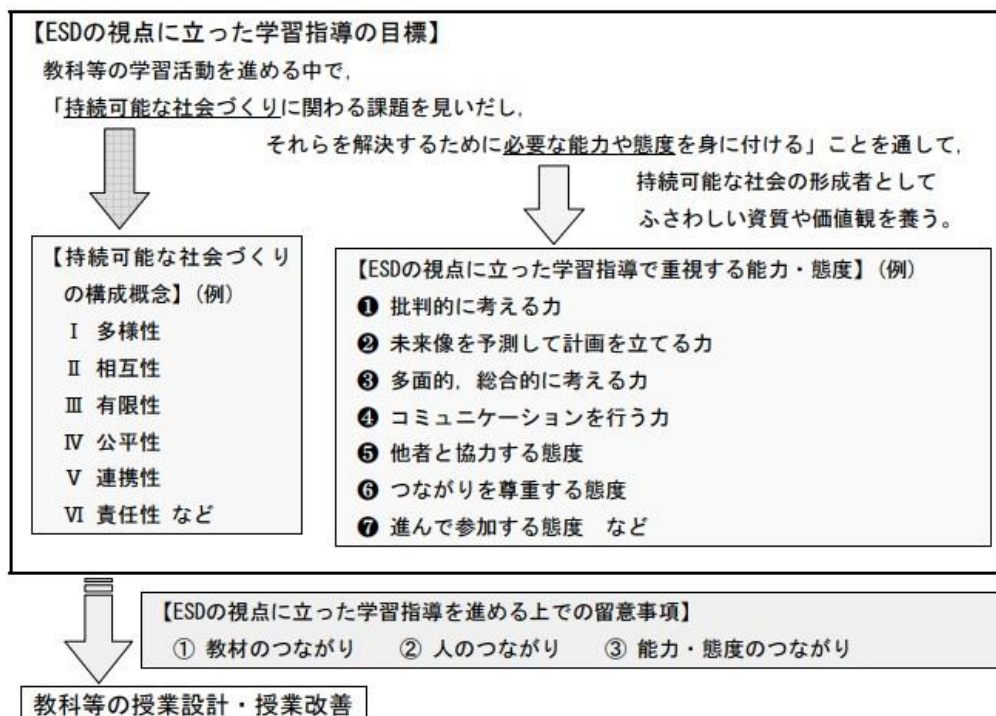 【ESDの視点に立った学習指導の目標】
教科等の学習活動を進める中で,
「持続可能な社会づくりに関わる課題を見いだし,
それらを解決するために必要な能力や態度を身に付ける」ことを通して,
持続可能な社会の形成者として
ふさわしい資質や価値観を養う。
【持続可能な社会づくり
の構成概念】(例)
Ⅰ 多様性
Ⅱ 相互性
Ⅲ 有限性
Ⅳ 公平性
Ⅴ 連携性
Ⅵ 責任性 など
【ESDの視点に立った学習指導で重視する能力・態度】(例)
❶ 批判的に考える力
❷ 未来像を予測して計画を立てる力
❸ 多面的,総合的に考える力
❹ コミュニケーションを行う力
❺ 他者と協力する態度
❻ つながりを尊重する態度
❼ 進んで参加する態度 など
【ESDの視点に立った学習指導を進める上での留意事項】
① 教材のつながり ② 人のつながり ③ 能力・態度のつながり
教科等の授業設計・授業改善